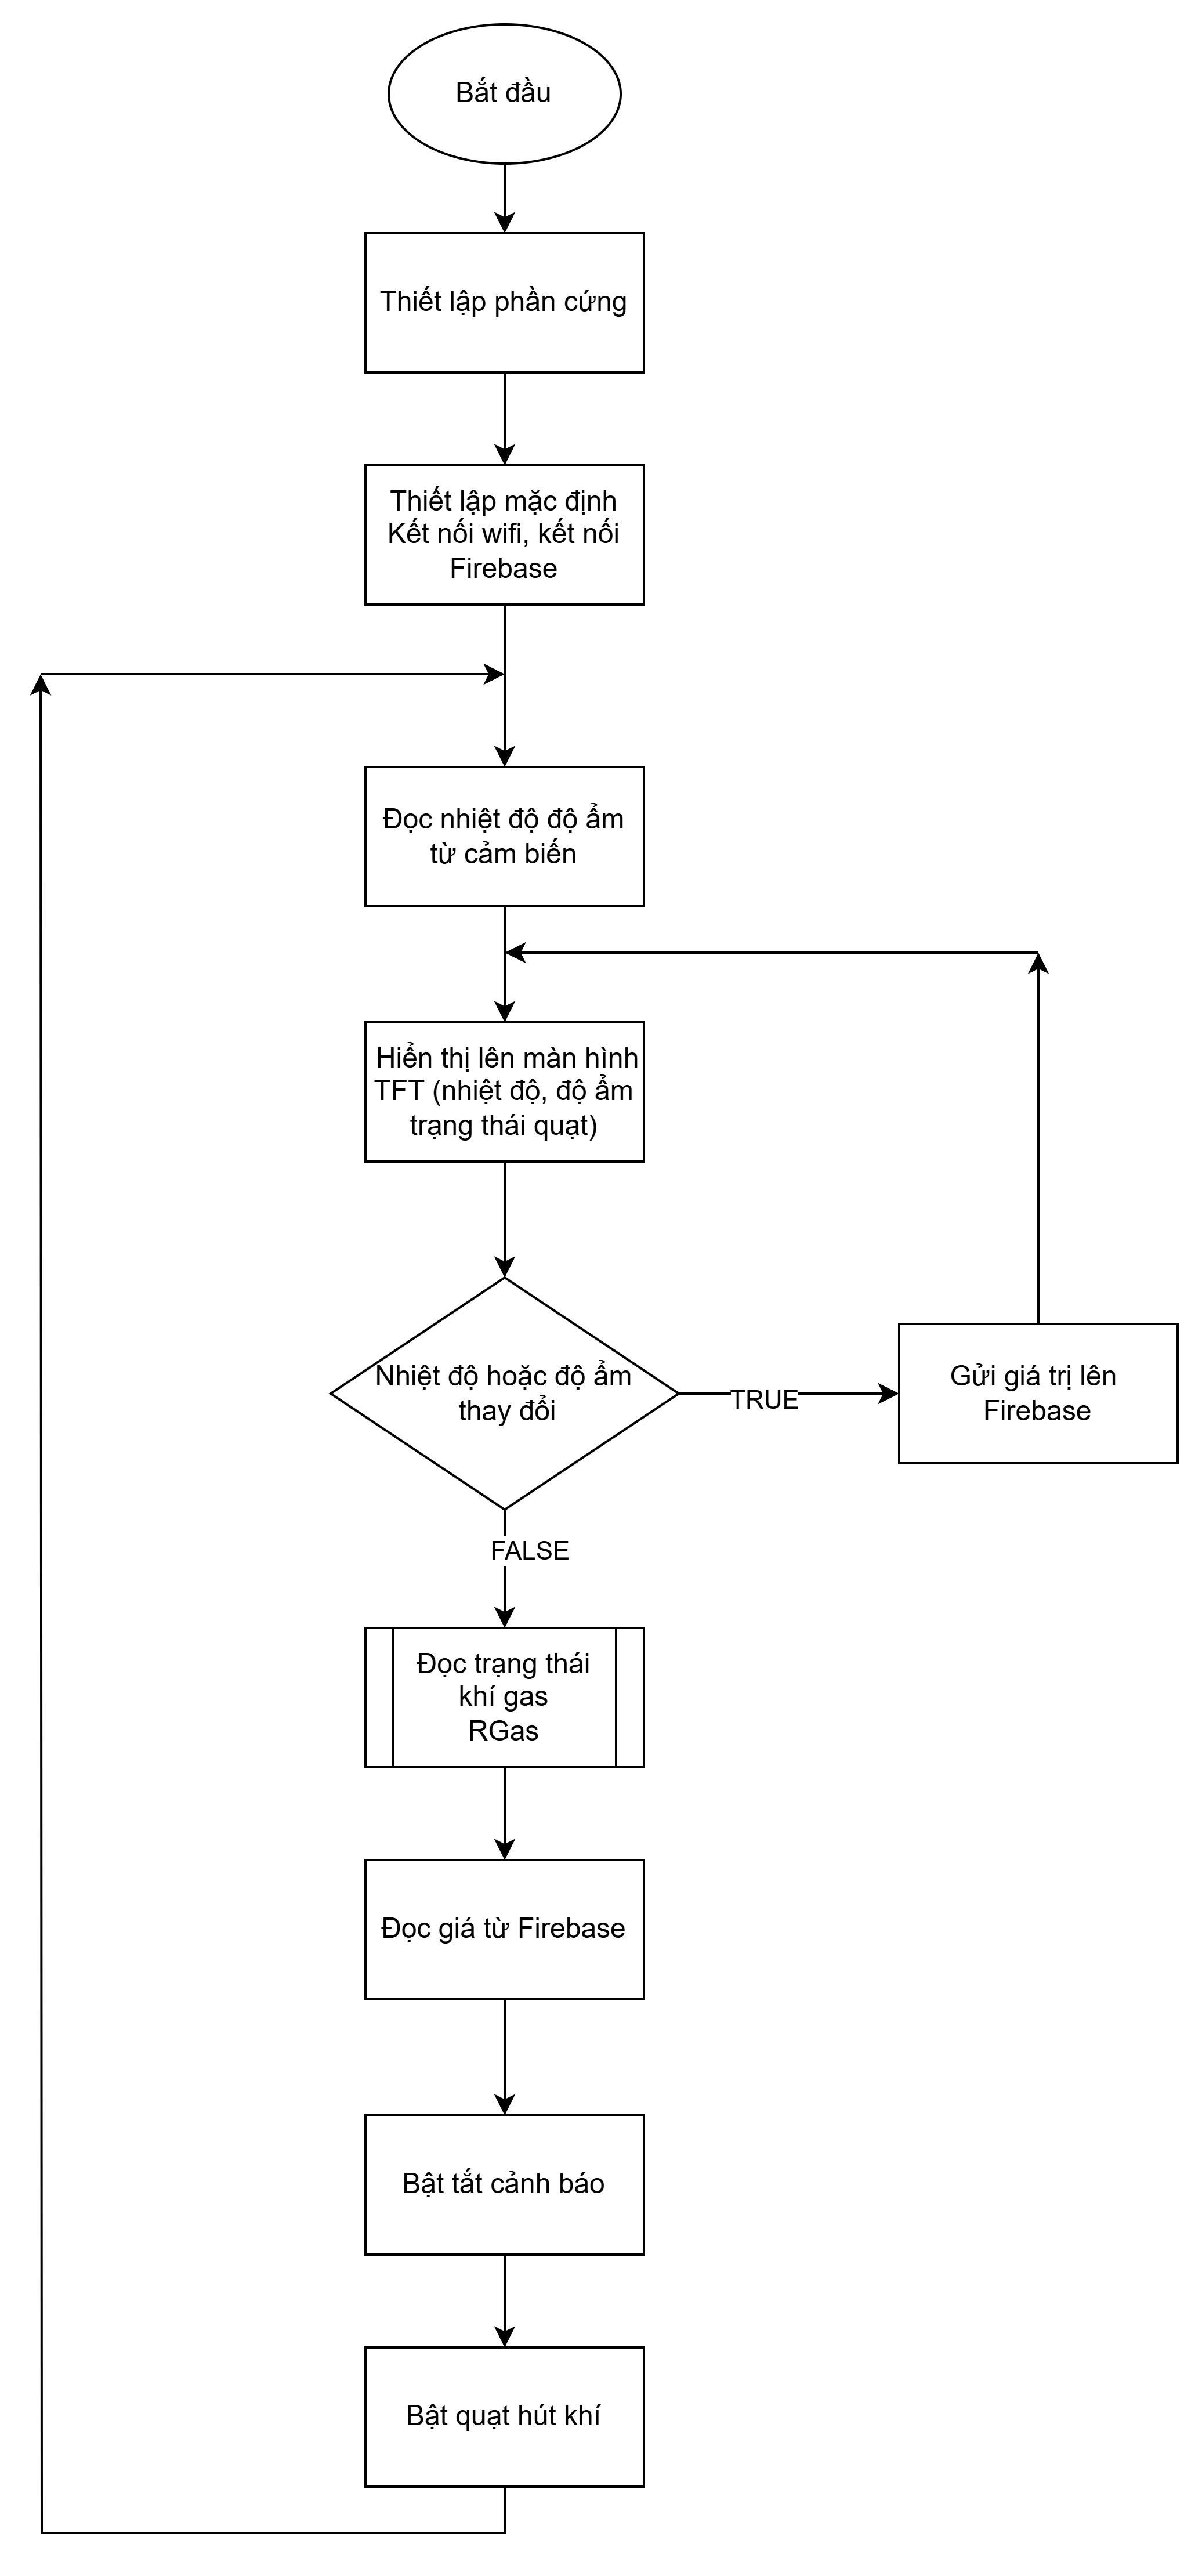 Bắt đầu
Thiết lập phần cứng
Thiết lập mặc định
Kết nối wifi, kết nối
Firebase
Đọc nhiệt độ độ ẩm
từ cảm biến
Hiển thị lên màn hình
TFT (nhiệt độ, độ ẩm
trạng thái quạt)
Nhiệt độ hoặc độ ẩm
thay đổi
TRUE
Gửi giá trị lên
Firebase
FALSE
Đọc trạng thái
khí gas
RGas
Đọc giá từ Firebase
Bật tắt cảnh báo
Bật quạt hút khí